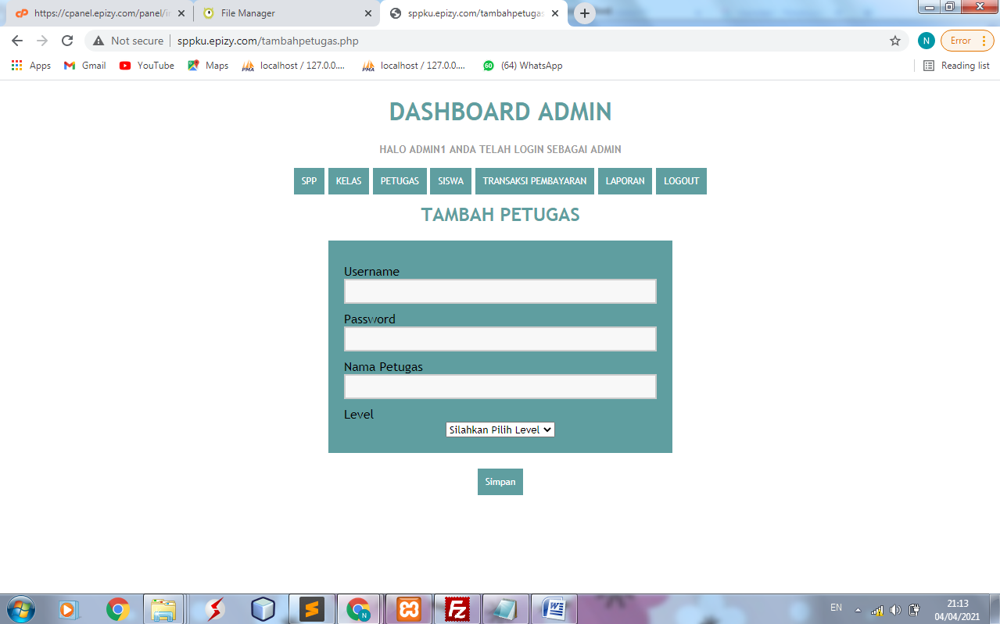 https://cpanel.epizy.com/panel/in
File Manager
sppku.epizy.com/tambahpetugas
Not secure
sppku.epizy.com/tambahpetugas.php
N
Error
Apps
Gmail
YouTube
Maps
localhost / 127.0.0....
localhost / 127.0.0....
(64) WhatsApp
Reading list
DASHBOARD ADMIN
HALO ADMIN1 ANDA TELAH LOGIN SEBAGAI ADMIN
SPP KELAS PETUGAS SISWA TRANSAKSI PEMBAYARAN LAPORAN LOGOUT
TAMBAH PETUGAS
Username
Password
Nama Petugas
Level
Silahkan Pilih Level
Simpan
EN
21:13
04/04/2021